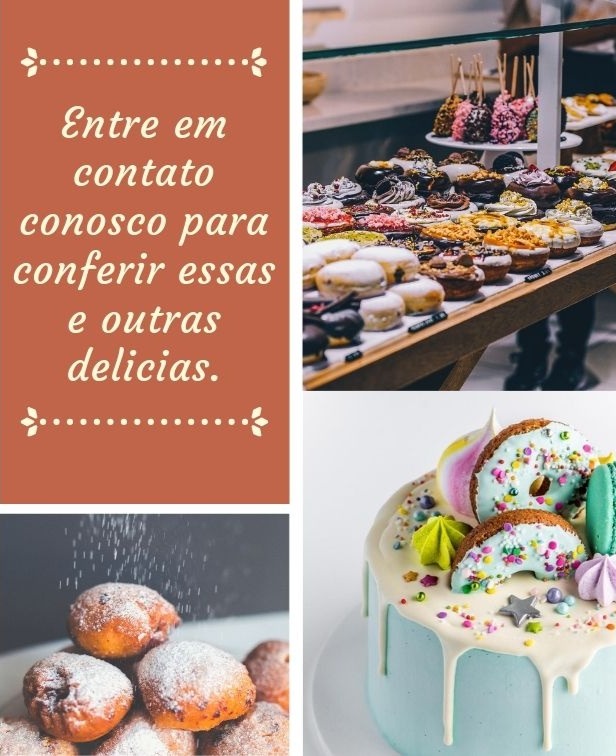 Entre em
contato
conosco para
conferir essas
e outras
delicias.